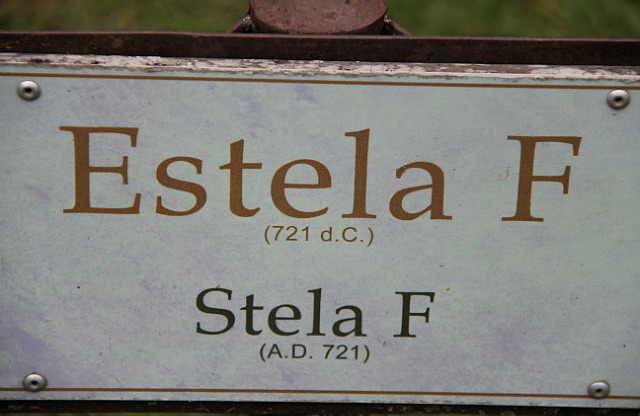 Estela F
(721 d.C.)
Stela F
(A.D. 721)